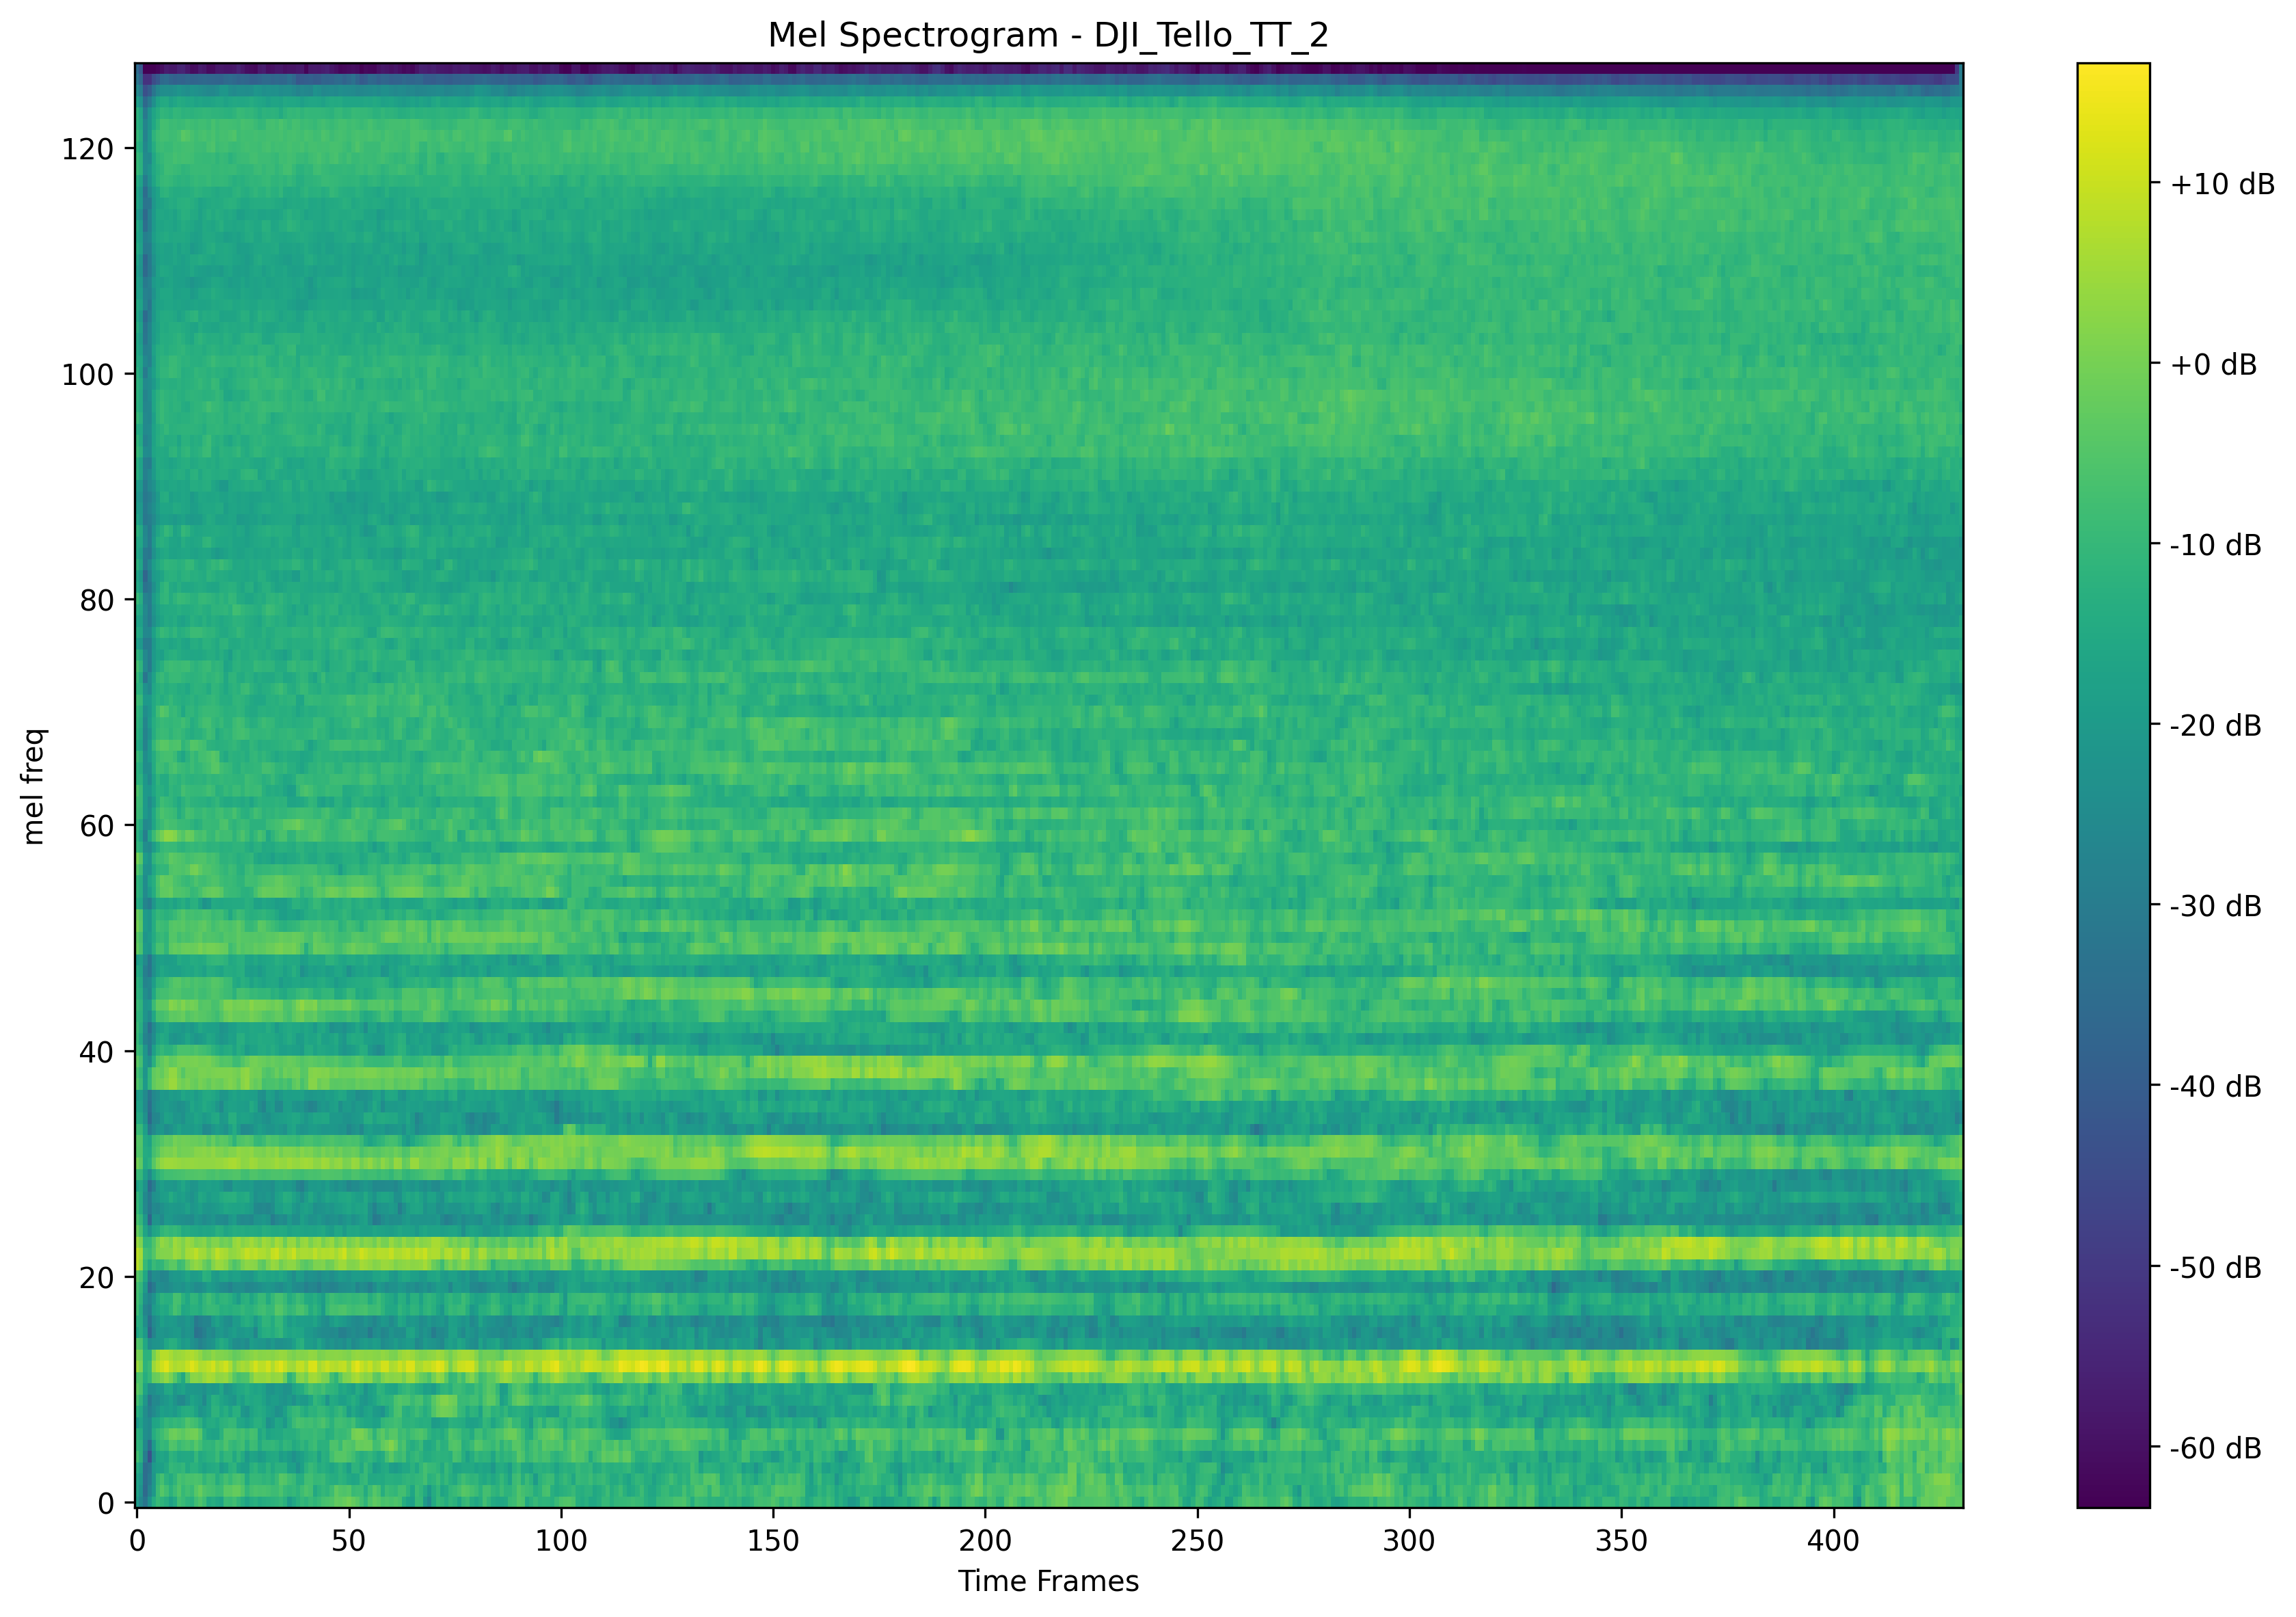 Mel Spectrogram - DJI_Tello_TT_2
mel freq
120
100
80
60
40
20
0
0 50 100 150 200 250 300 350 400
Time Frames
+10 dB
+0 dB
-10 dB
-20 dB
-30 dB
-40 dB
-50 dB
-60 dB